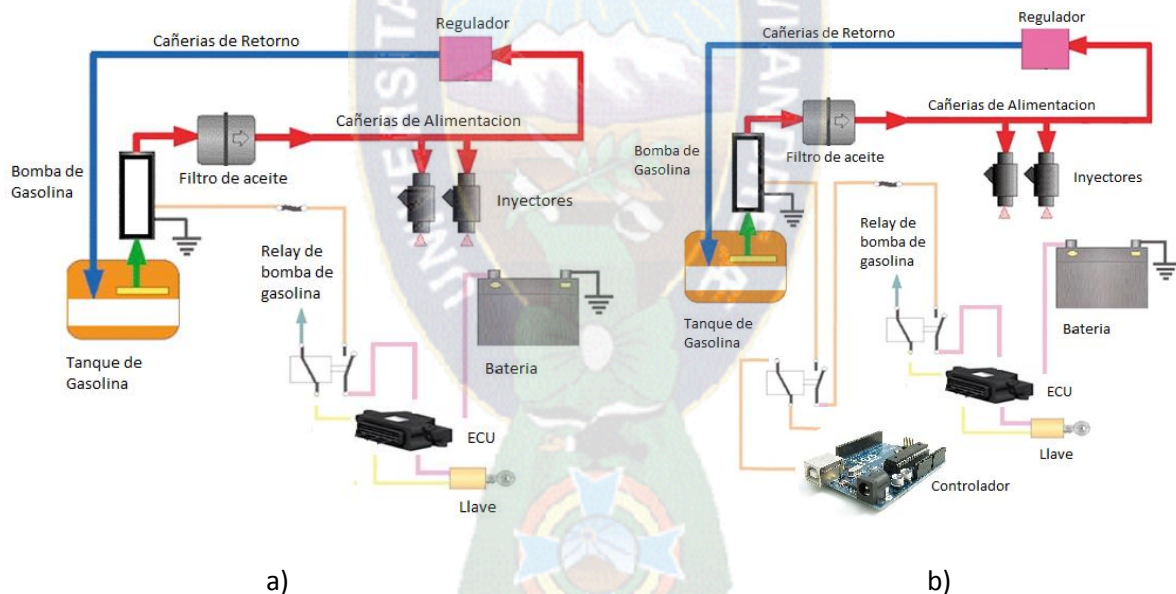 Regulador
Cañerias de Retorno
Cañerias de Alimentacion
Bomba de
Gasolina
Filtro de aceite
Inyectores
Relay de
bomba de
gasolina
Tanque de
Gasolina
Bateria
ECU
Llave
a)
Regulador
Cañerias de Retorno
Cañerias de Alimentacion
Bomba de
Gasolina
Filtro de aceite
Inyectores
Relay de
bomba de
gasolina
Tanque de
Gasolina
Bateria
ECU
Llave
Controlador
b)